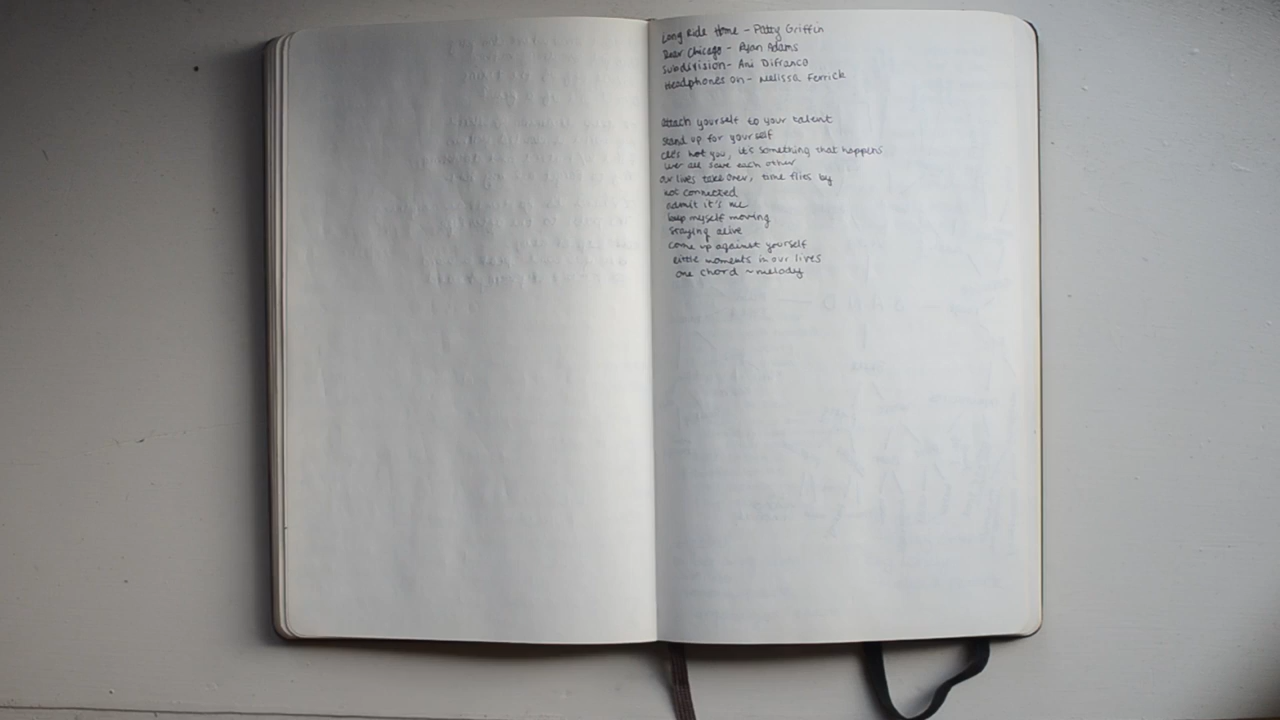 Long Ride Home - Patty Griffin
Dear Chicago - Ryan Adams
Subdivision - Ani Difranco
Headphones on - Melissa Ferrick
attach yourself to your talent
stand up for yourself
not you, it's something that happens
we all save each other
our lives take over, time flies by
not connected
admit it's me
keep myself moving
staying alive
come up against yourself
little moments in our lives
one chord ~ melody